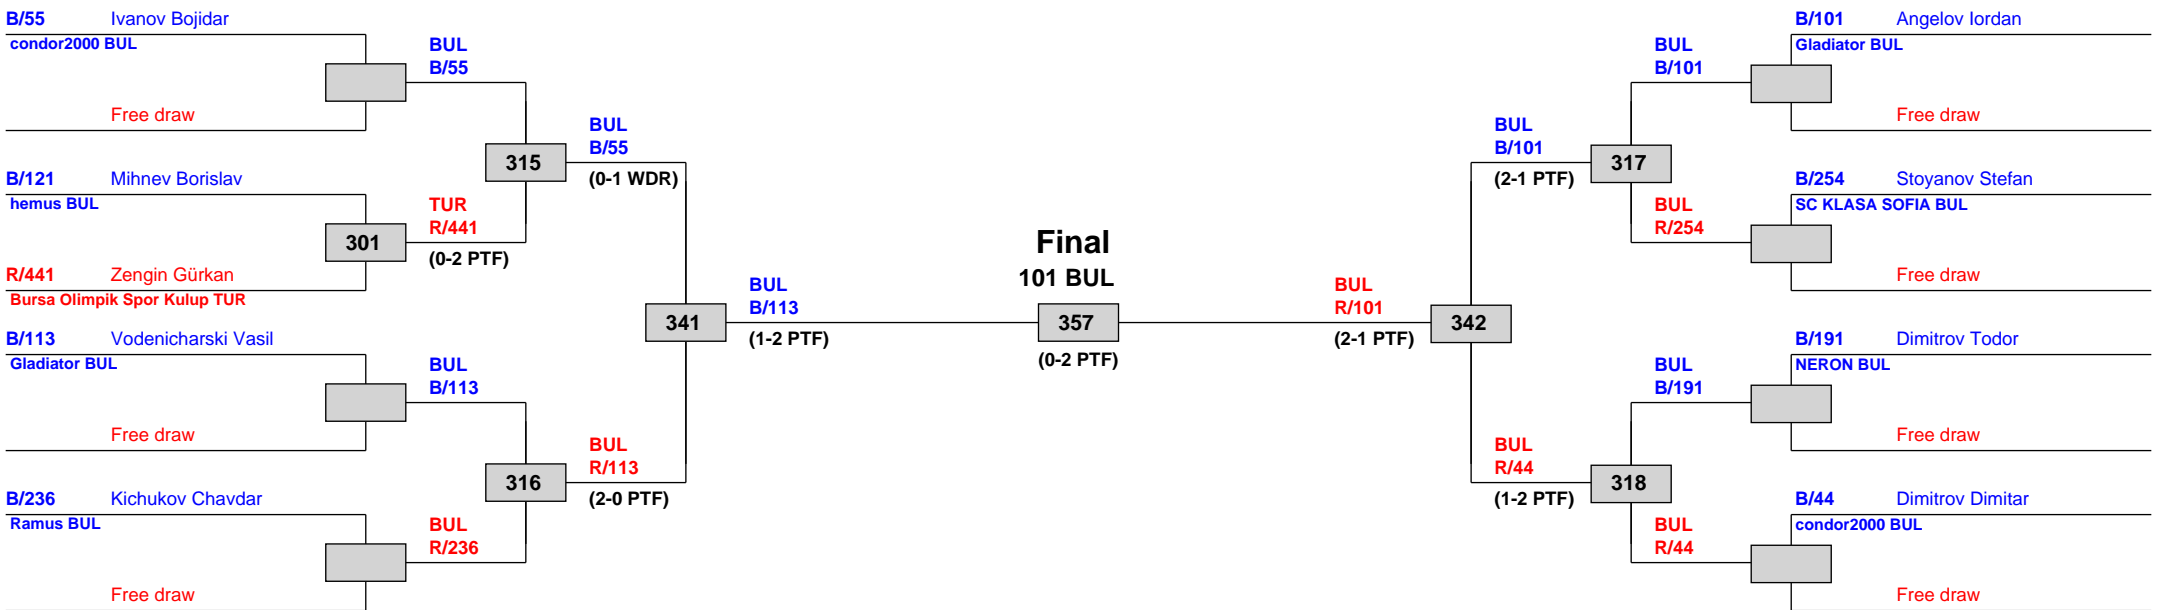 B/55 Ivanov Bojidar
condor2000 BUL
BUL
B/55
Free draw
315
BUL
B/55
(0-1 WDR)
B/121 Mihnev Borislav
hemus BUL
301
TUR
R/441
(0-2 PTF)
R/441 Zengin Gürkan
Bursa Olimpik Spor Kulup TUR
341
BUL
B/113
(1-2 PTF)
B/113 Vodenicharski Vasil
Gladiator BUL
BUL
B/113
Free draw
316
BUL
R/113
(2-0 PTF)
B/236 Kichukov Chavdar
Ramus BUL
BUL
R/236
Free draw
Final
101 BUL
357
(0-2 PTF)
BUL
R/101
(2-1 PTF)
342
BUL
B/101
(2-1 PTF)
317
BUL
B/101
B/101 Angelov Iordan
Gladiator BUL
Free draw
BUL
R/254
B/254 Stoyanov Stefan
SC KLASA SOFIA BUL
Free draw
BUL
R/44
(1-2 PTF)
318
BUL
B/191
B/191 Dimitrov Todor
NERON BUL
Free draw
BUL
R/44
B/44 Dimitrov Dimitar
condor2000 BUL
Free draw